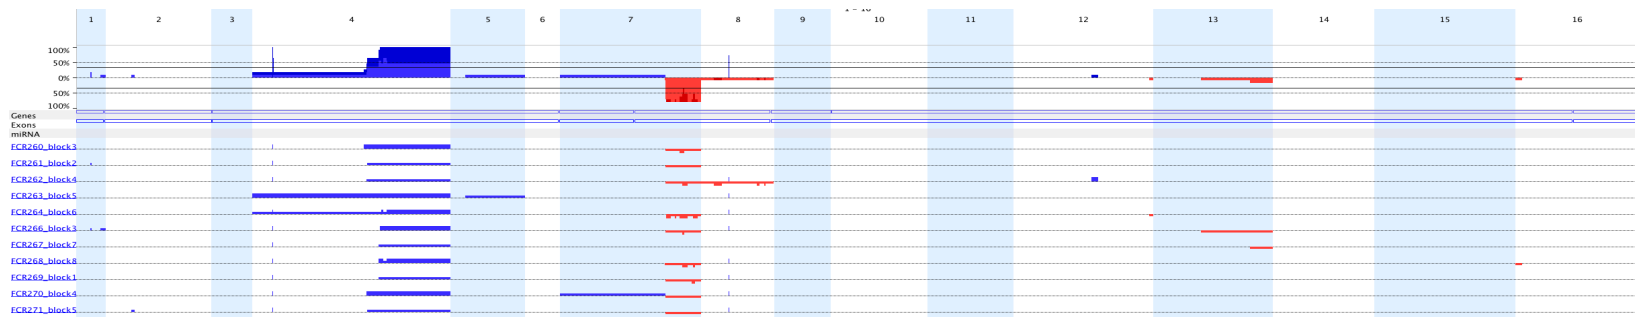 1 2 3 4 5 6 7 8 9 10 11 12 13 14 15 16
100%
50%
0%
50%
100%
Genes
Exons
miRNA
FCR260_block3
FCR261_block2
FCR262_block4
FCR263_block5
FCR264_block6
FCR266_block3
FCR267_block7
FCR268_block8
FCR269_block1
FCR270_block4
FCR271_block5